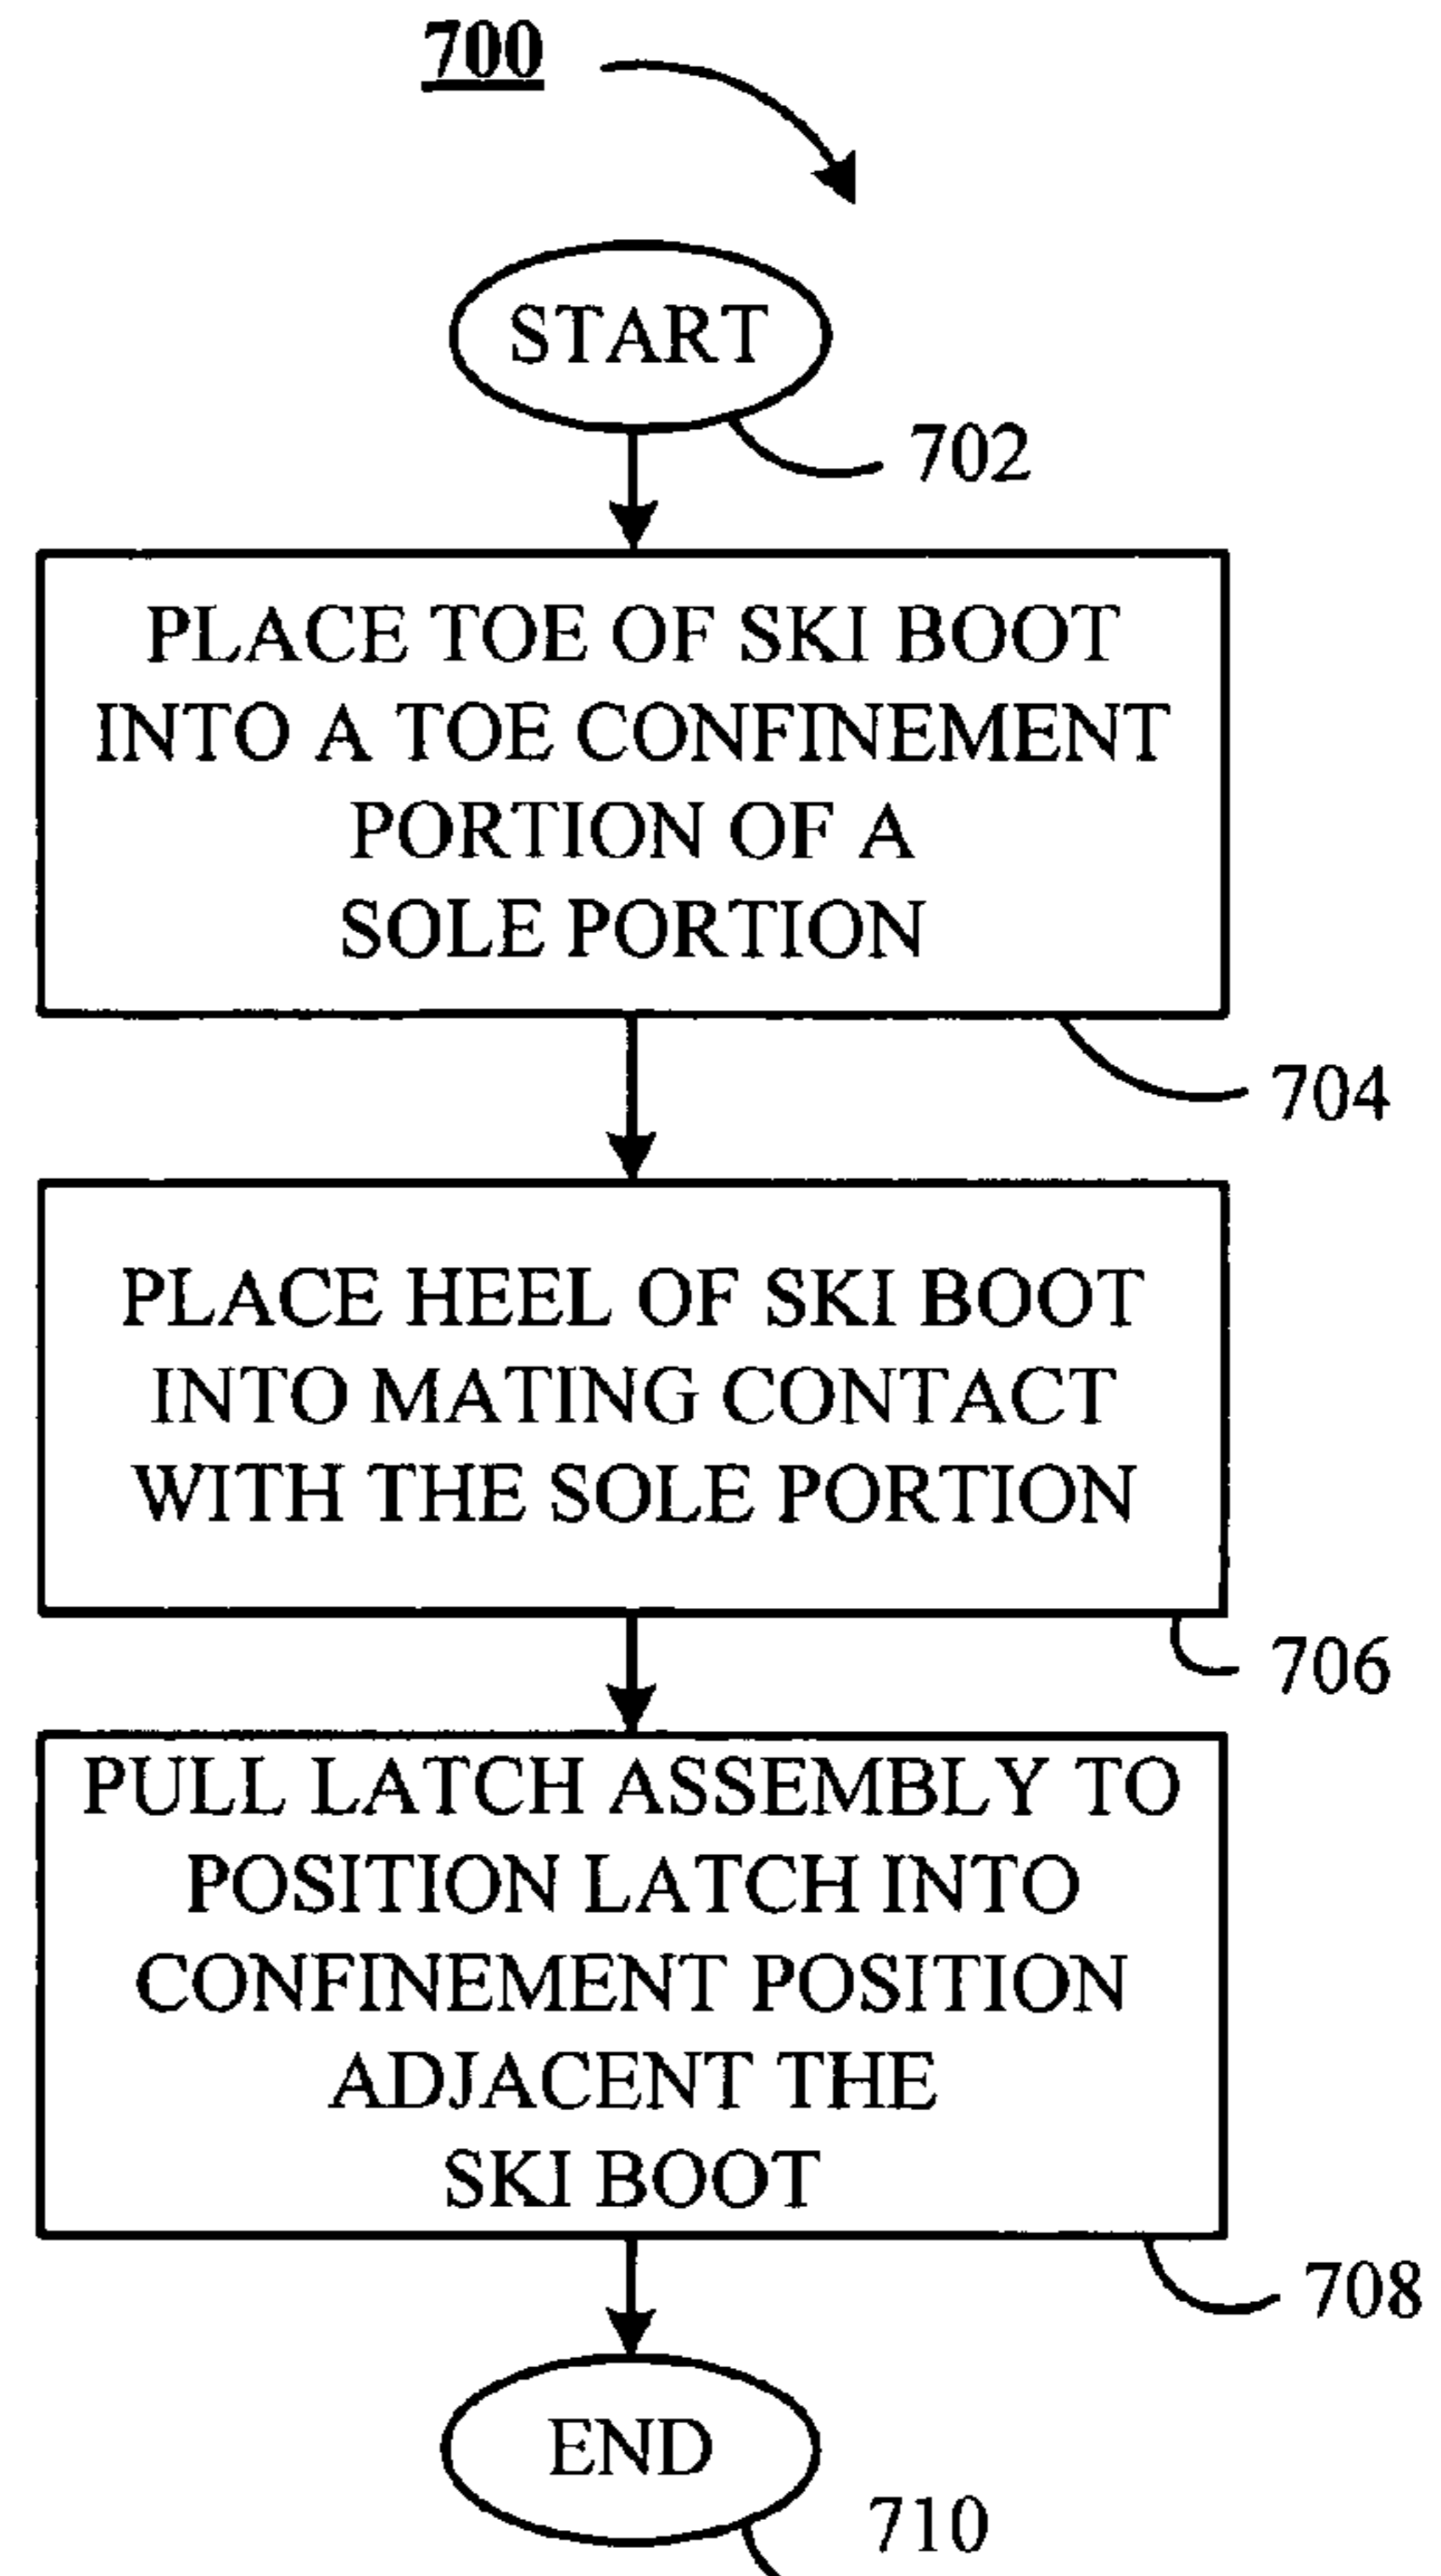 700
START
702
PLACE TOE OF SKI BOOT
INTO A TOE CONFINEMENT
PORTION OF A
SOLE PORTION
704
PLACE HEEL OF SKI BOOT
INTO MATING CONTACT
WITH THE SOLE PORTION
706
PULL LATCH ASSEMBLY TO
POSITION LATCH INTO
CONFINEMENT POSITION
ADJACENT THE
SKI BOOT
708
END
710